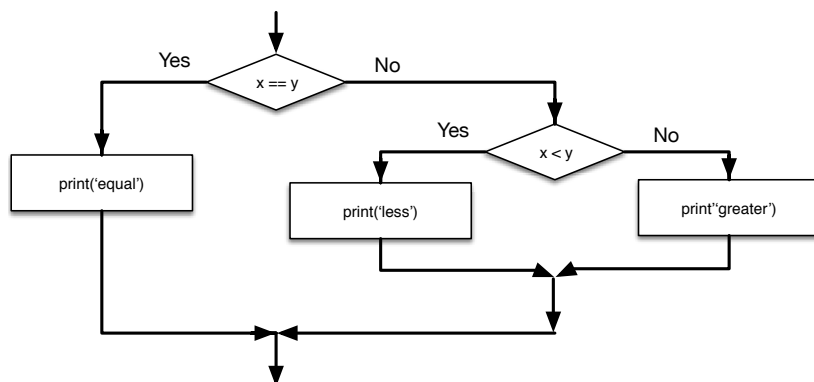 Yes
x == y
No
Yes
x < y
No
print(‘equal’)
print(‘less’)
print’‘greater’)